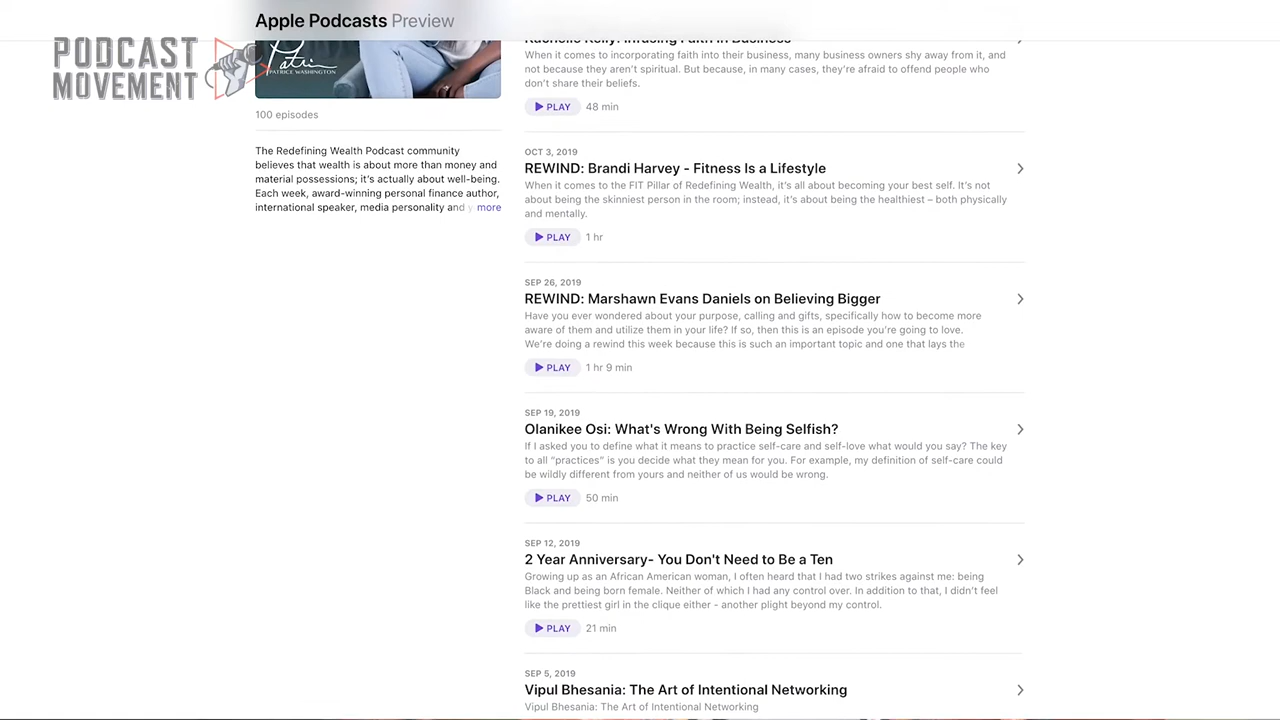 Apple Podcasts Preview
PODCAST
MOVEMENT
PATRICE WASHINGTON
100 episodes
The Redefining Wealth Podcast community
believes that wealth is about more than money and
material possessions; it's actually about well-being.
Each week, award-winning personal finance author,
international speaker, media personality and y more
Rachelle Kelly: Infusing Faith in Business
When it comes to incorporating faith into their business, many business owners shy away from it, and
not because they aren't spiritual. But because, in many cases, they're afraid to offend people who
don't share their beliefs.
PLAY 48 min
OCT 3, 2019
REWIND: Brandi Harvey - Fitness Is a Lifestyle
When it comes to the FIT Pillar of Redefining Wealth, it's all about becoming your best self. It's not
about being the skinniest person in the room; instead, it's about being the healthiest – both physically
and mentally.
PLAY 1 hr
SEP 26, 2019
REWIND: Marshawn Evans Daniels on Believing Bigger
Have you ever wondered about your purpose, calling and gifts, specifically how to become more
aware of them and utilize them in your life? If so, then this is an episode you're going to love.
We're doing a rewind this week because this is such an important topic and one that lays the
PLAY 1 hr 9 min
SEP 19, 2019
Olanikee Osi: What's Wrong With Being Selfish?
If I asked you to define what it means to practice self-care and self-love what would you say? The key
to all “practices” is you decide what they mean for you. For example, my definition of self-care could
be wildly different from yours and neither of us would be wrong.
PLAY 50 min
SEP 12, 2019
2 Year Anniversary- You Don't Need to Be a Ten
Growing up as an African American woman, I often heard that I had two strikes against me: being
Black and being born female. Neither of which I had any control over. In addition to that, I didn't feel
like the prettiest girl in the clique either - another plight beyond my control.
PLAY 21 min
SEP 5, 2019
Vipul Bhesania: The Art of Intentional Networking
Vipul Bhesania: The Art of Intentional Networking